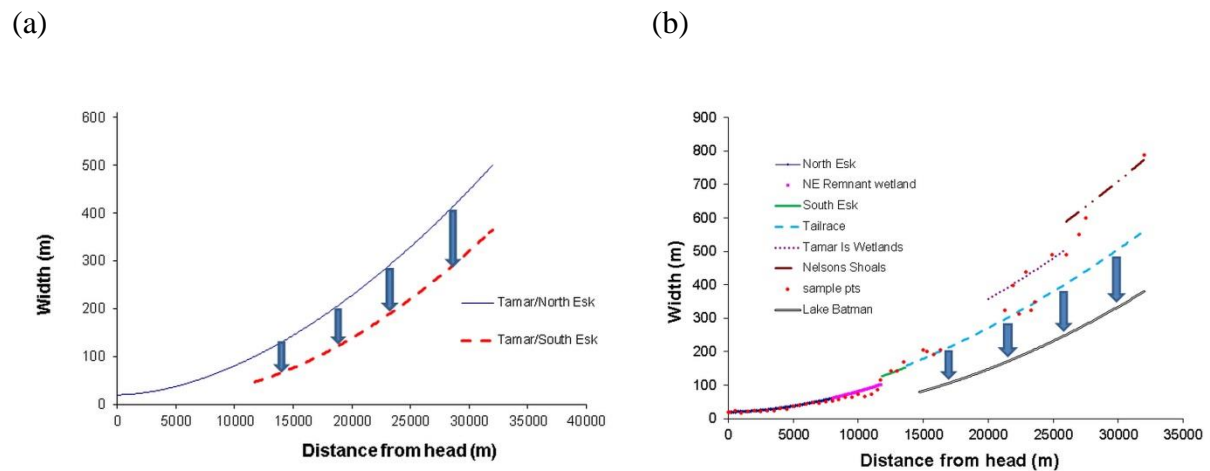 (a)
(b)
600
500
400
300
200
100
0
Width (m)
0 5000 10000 15000 20000 25000 30000 35000 40000
Distance from head (m)
Tamar/North Esk
Tamar/South Esk
900
800
700
600
500
400
300
200
100
0
Width (m)
North Esk
NE Remnant wetland
South Esk
Tailrace
Tamar Is Wetlands
Nelsons Shoals
sample pts
Lake Batman
0 5000 10000 15000 20000 25000 30000 35000
Distance from head (m)